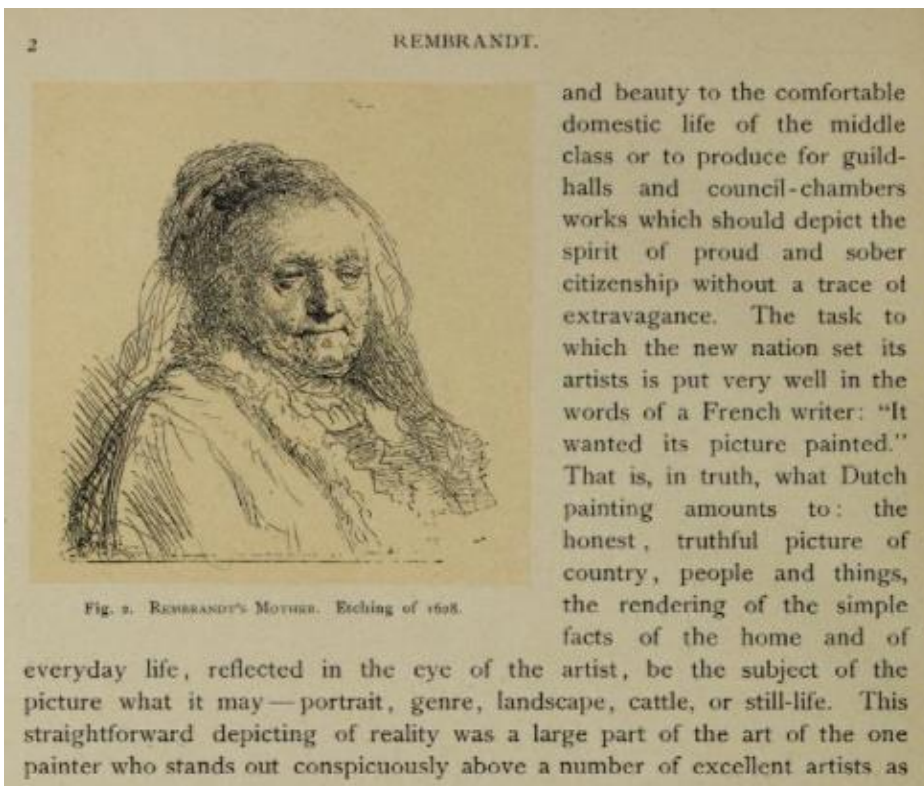 2
REMBRANDT.
Fig. 2. REMBRANDT'S MOTHER. Etching of 1628.
and beauty to the comfortable
domestic life of the middle
class or to produce for guild-
halls and council-chambers
works which should depict the
spirit of proud and sober
citizenship without a trace of
extravagance. The task to
which the new nation set its
artists is put very well in the
words of a French writer: “It
wanted its picture painted.”
That is, in truth, what Dutch
painting amounts to: the
honest, truthful picture of
country, people and things,
the rendering of the simple
facts of the home and of
everyday life, reflected in the eye of the artist, be the subject of the
picture what it may — portrait, genre, landscape, cattle, or still-life. This
straightforward depicting of reality was a large part of the art of the one
painter who stands out conspicuously above a number of excellent artists as